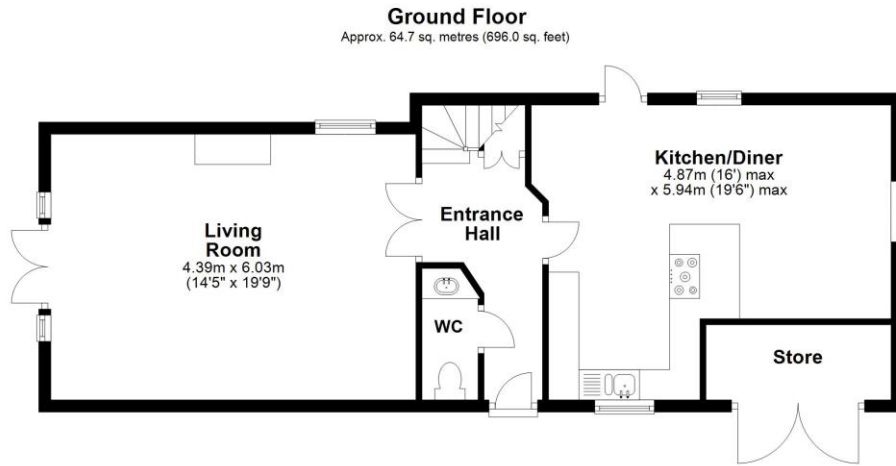 Ground Floor
Approx. 64.7 sq. metres (696.0 sq. feet)
Kitchen/Diner
4.87m (16') max
x 5.94m (19'6") max
Entrance
Hall
Living
Room
4.39m x 6.03m
(14'5" x 19'9")
WC
Store